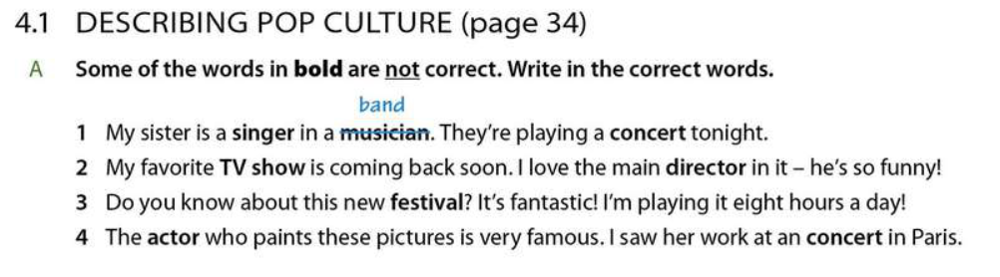 4.1 DESCRIBING POP CULTURE (page 34)
A Some of the words in bold are not correct. Write in the correct words.
band
1 My sister is a singer in a musician. They're playing a concert tonight.
2 My favorite TV show is coming back soon. I love the main director in it – he's so funny!
3 Do you know about this new festival? It's fantastic! I'm playing it eight hours a day!
4 The actor who paints these pictures is very famous. I saw her work at an concert in Paris.